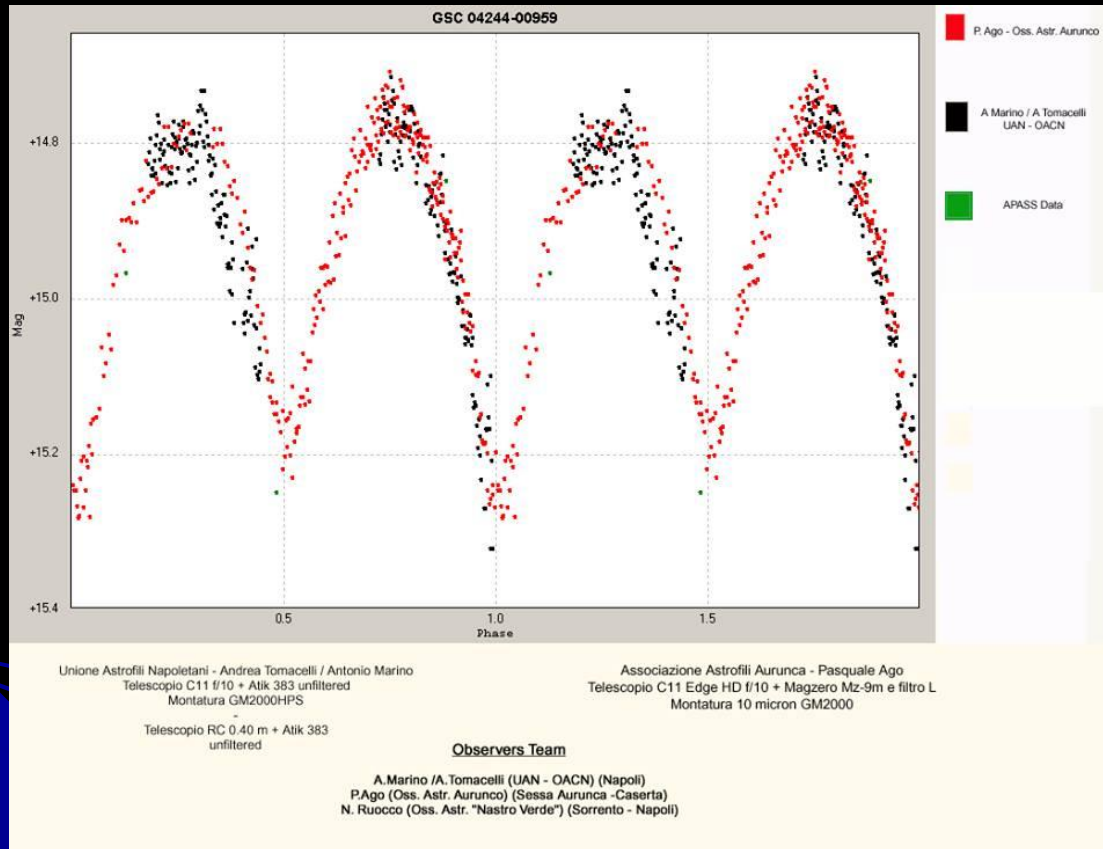 GSC 04244-00959
P. Ago - Oss. Astr. Aurunco
A Marino / A Tomacelli
UAN - OACN
APASS Data
+14.8
+15.0
Mag
+15.2
+15.4
0.5
1.0
1.5
Phase
Unione Astrofili Napoletani - Andrea Tomacelli / Antonio Marino
Telescopio C11 f/10 + Atik 383 unfiltered
Montatura GM2000HPS
-
Telescopio RC 0.40 m + Atik 383
unfiltered
Associazione Astrofili Aurunca - Pasquale Ago
Telescopio C11 Edge HD f/10 + Magzero Mz-9m e filtro L
Montatura 10 micron GM2000
Observers Team
A.Marino /A.Tomacelli (UAN - OACN) (Napoli)
P.Ago (Oss. Astr. Aurunco) (Sessa Aurunca -Caserta)
N. Ruocco (Oss. Astr. "Nastro Verde") (Sorrento - Napoli)